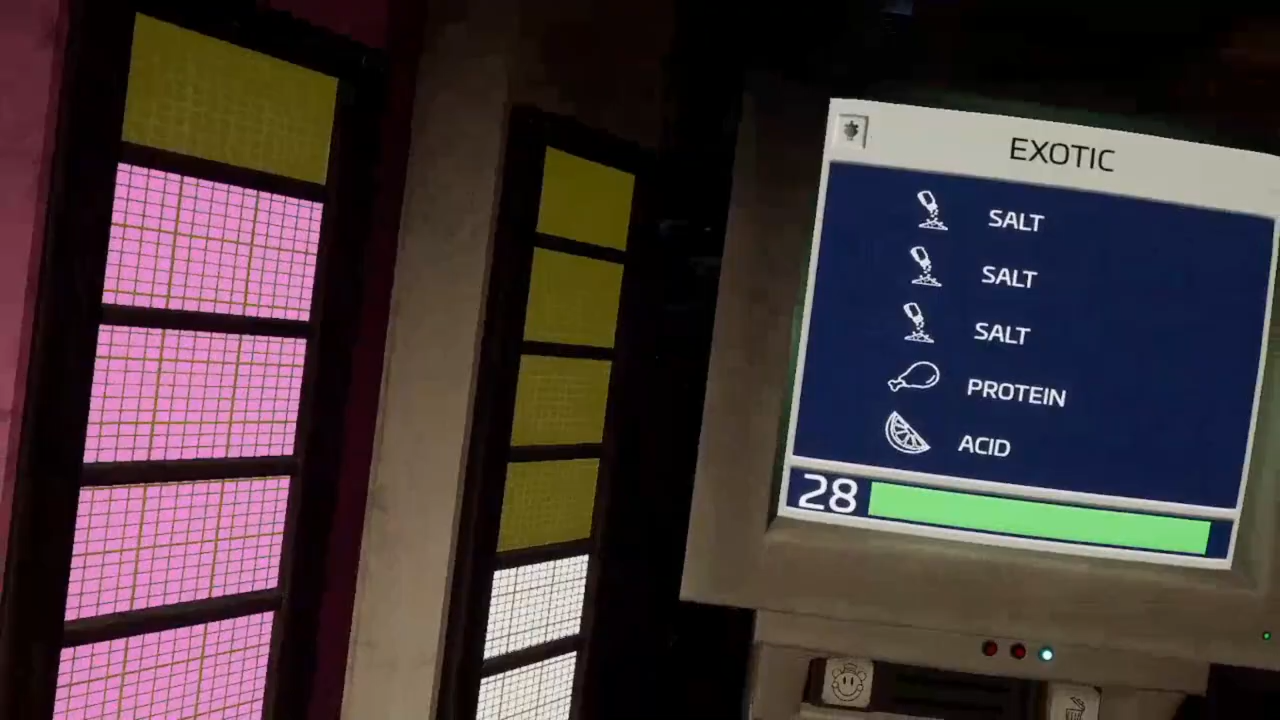 EXOTIC
SALT
SALT
SALT
PROTEIN
ACID
28